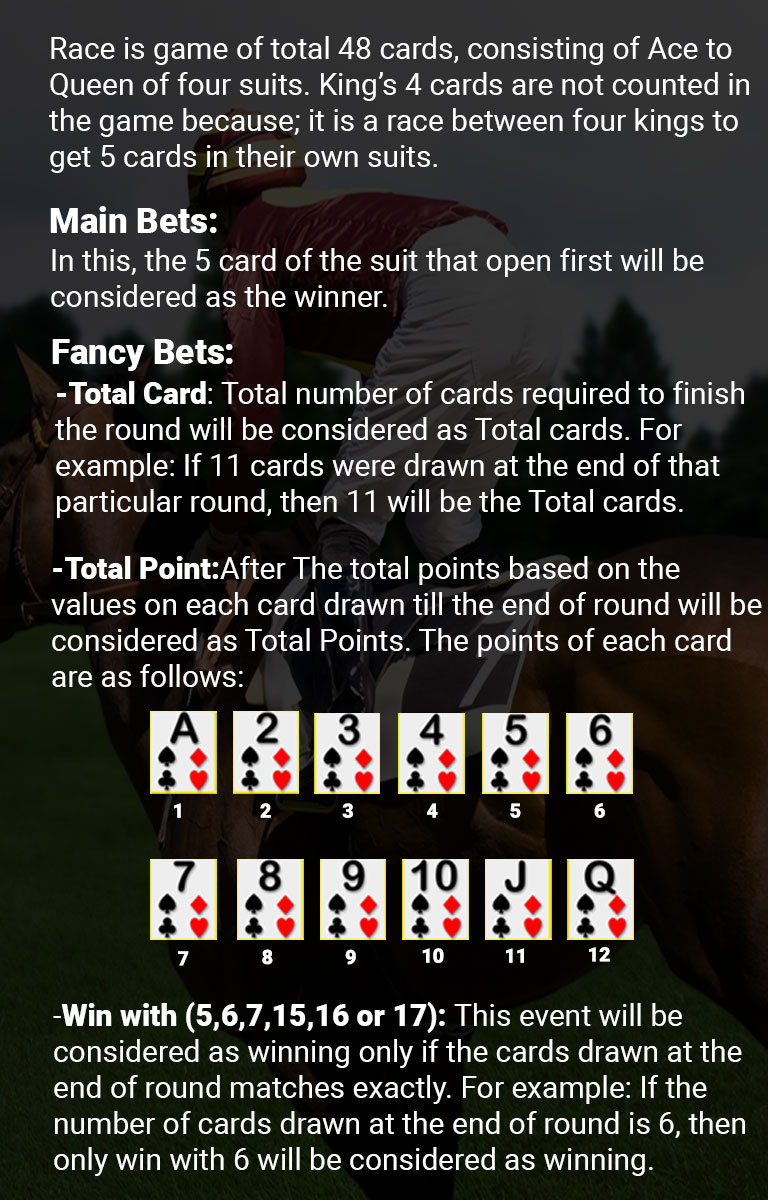 Race is game of total 48 cards, consisting of Ace to
Queen of four suits. King's 4 cards are not counted in
the game because; it is a race between four kings to
get 5 cards in their own suits.
Main Bets:
In this, the 5 card of the suit that open first will be
considered as the winner.
Fancy Bets:
-Total Card: Total number of cards required to finish
the round will be considered as Total cards. For
example: If 11 cards were drawn at the end of that
particular round, then 11 will be the Total cards.
-Total Point:After The total points based on the
values on each card drawn till the end of round will be
considered as Total Points. The points of each card
are as follows:
A 2 3 4 5 6
1 2 3 4 5 6
7 8 9 10 J Q
7 8 9 10 11 12
-Win with (5,6,7,15,16 or 17): This event will be
considered as winning only if the cards drawn at the
end of round matches exactly. For example: If the
number of cards drawn at the end of round is 6, then
only win with 6 will be considered as winning.